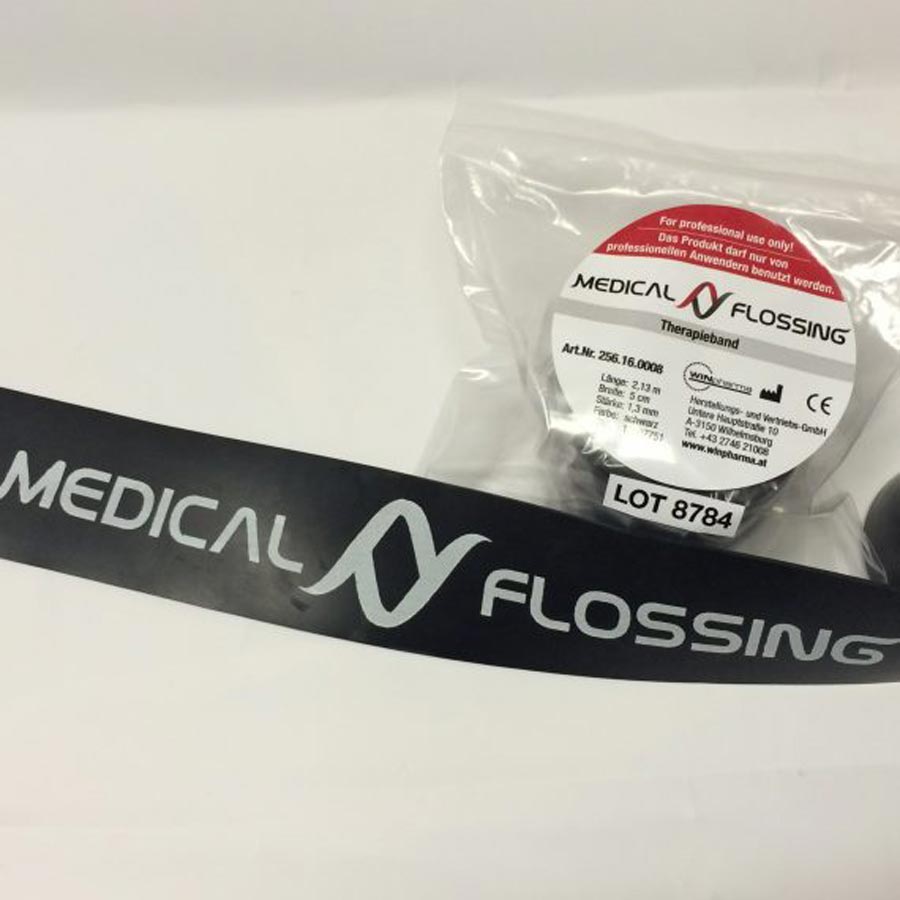 For professional use only!
Das Produkt darf nur von
professionellen Anwendern benutzt werden.
MEDICAL FLOSSING
Therapieband
Art.Nr. 256.16.0008
Länge: 2,13 m
Breite: 5 cm
Stärke: 1,3 mm
Farbe: schwarz
WINpharma
CE
Herstellungs- und Vertriebs-GmbH
Untere Hauptstraße 10
A-3150 Wilhelmsburg
Tel. +43 2746 21008
www.winpharma.at
LOT 8784
MEDICAL FLOSSING